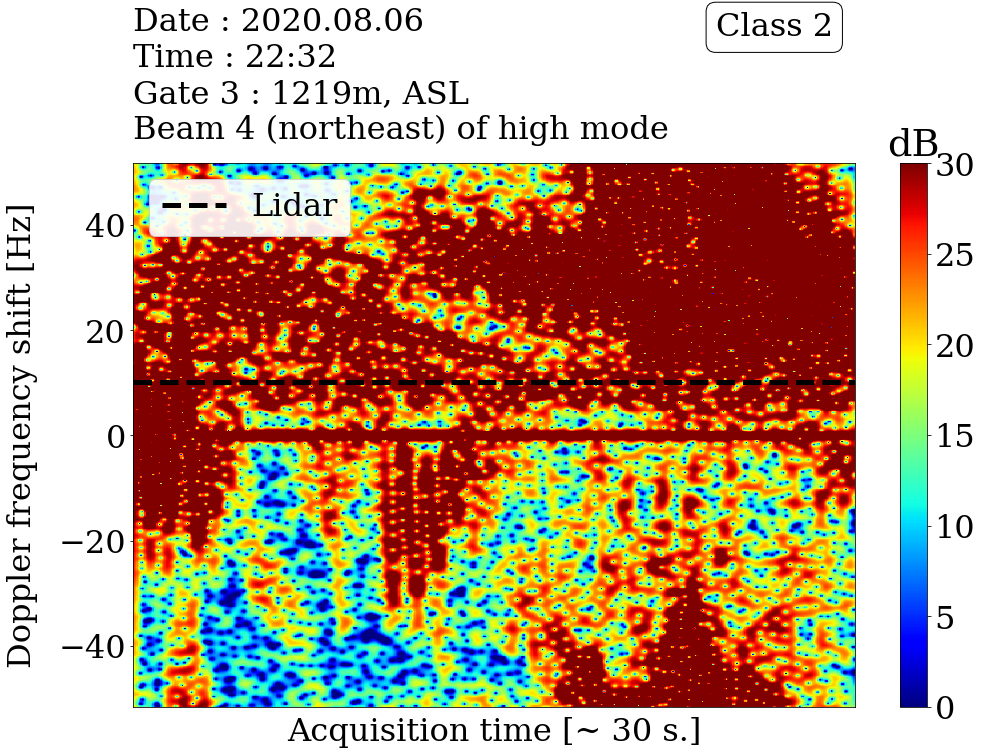 Date : 2020.08.06
Time : 22:32
Gate 3 : 1219m, ASL
Beam 4 (northeast) of high mode
Class 2
dB
Lidar
Doppler frequency shift [Hz]
40
20
0
−20
−40
30
25
20
15
10
5
0
Acquisition time [~ 30 s.]